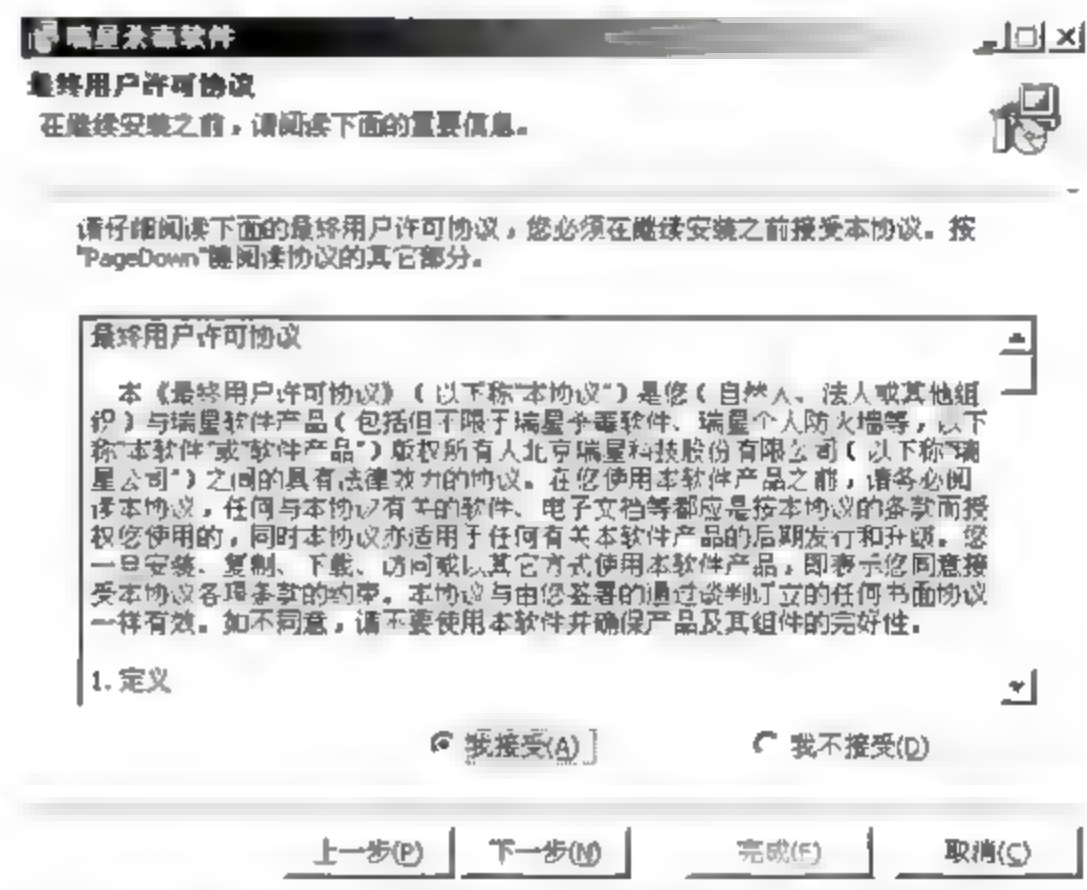 瑞星杀毒软件
最终用户许可协议
在继续安装之前，请阅读下面的重要信息。
请仔细阅读下面的最终用户许可协议，您必须在继续安装之前接受本协议。按
"PageDown"键阅读协议的其它部分。
最终用户许可协议
本《最终用户许可协议》（以下称"本协议"）是您（自然人、法人或其他组
织）与瑞星软件产品（包括但不限于瑞星杀毒软件、瑞星个人防火墙等，以下
称"本软件"或"软件产品"）版权所有人北京瑞星科技股份有限公司（以下称"瑞
星公司"）之间的具有法律效力的协议。在您使用本软件产品之前，请务必阅
读本协议，任何与本协议有关的软件、电子文档等都应是按本协议的条款而授
权您使用的，同时本协议亦适用于任何有关本软件产品的后期发行和升级。您
一旦安装、复制、下载、访问或以其它方式使用本软件产品，即表示您同意接
受本协议各项条款的约束。本协议与由您签署的通过谈判订立的任何书面协议
一样有效。如不同意，请不要使用本软件并确保产品及其组件的完好性。
1. 定义
我接受(A)
我不接受(D)
上一步(P)
下一步(N)
完成(F)
取消(C)